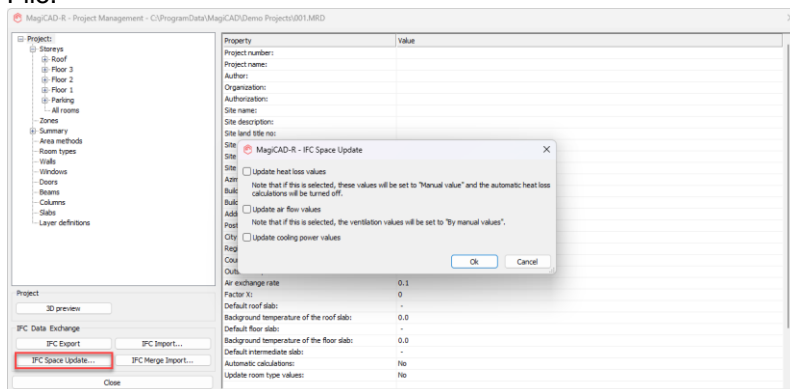 File.
MagiCAD-R - Project Management - C:\ProgramData\MagiCAD\Demo Projects\001.MRD
Project:
Storeys
Roof
Floor 3
Floor 2
Floor 1
Parking
All rooms
Zones
Summary
Area methods
Room types
Walls
Windows
Doors
Beams
Columns
Slabs
Layer definitions
Project
3D preview
IFC Data Exchange
IFC Export IFC Import...
IFC Space Update... IFC Merge Import...
Close
Property Value
Project number:
Project name:
Author:
Organization:
Authorization:
Site name:
Site description:
Site land title no:
Site
Site
Site
Build
Build
City
Air exchange rate 0.1
Factor X: 0
Default roof slab: -
Background temperature of the roof slab: 0.0
Default floor slab: -
Background temperature of the floor slab: 0.0
Default intermediate slab: -
Automatic calculations: No
Update room type values: No
MagiCAD-R - IFC Space Update
Update heat loss values
Note that if this is selected, these values will be set to "Manual value" and the automatic heat loss
calculations will be turned off.
Update air flow values
Note that if this is selected, the ventilation values will be set to "By manual values".
Update cooling power values
Ok Cancel